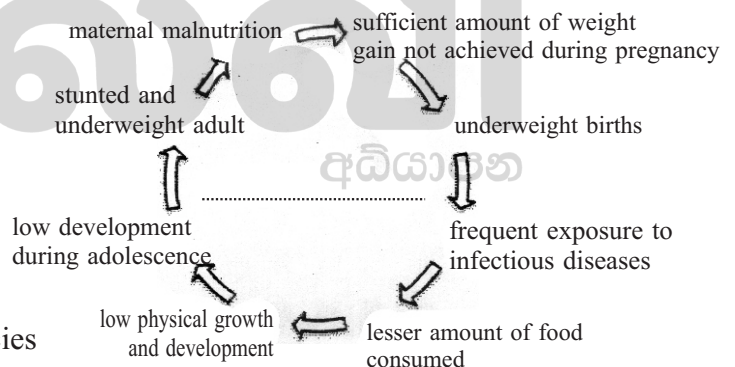 maternal malnutrition
sufficient amount of weight
gain not achieved during pregnancy
stunted and
underweight adult
underweight births
අධ්‍යාපන
low development
during adolescence
frequent exposure to
infectious diseases
low physical growth
and development
lesser amount of food
consumed
ies